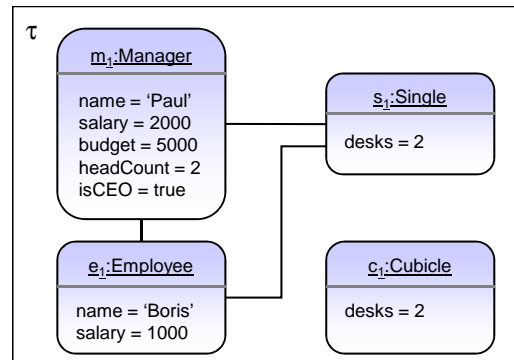 τ
m1:Manager
name = ‘Paul’
salary = 2000
budget = 5000
headCount = 2
isCEO = true
s1:Single
desks = 2
e1:Employee
name = ‘Boris’
salary = 1000
c1:Cubicle
desks = 2